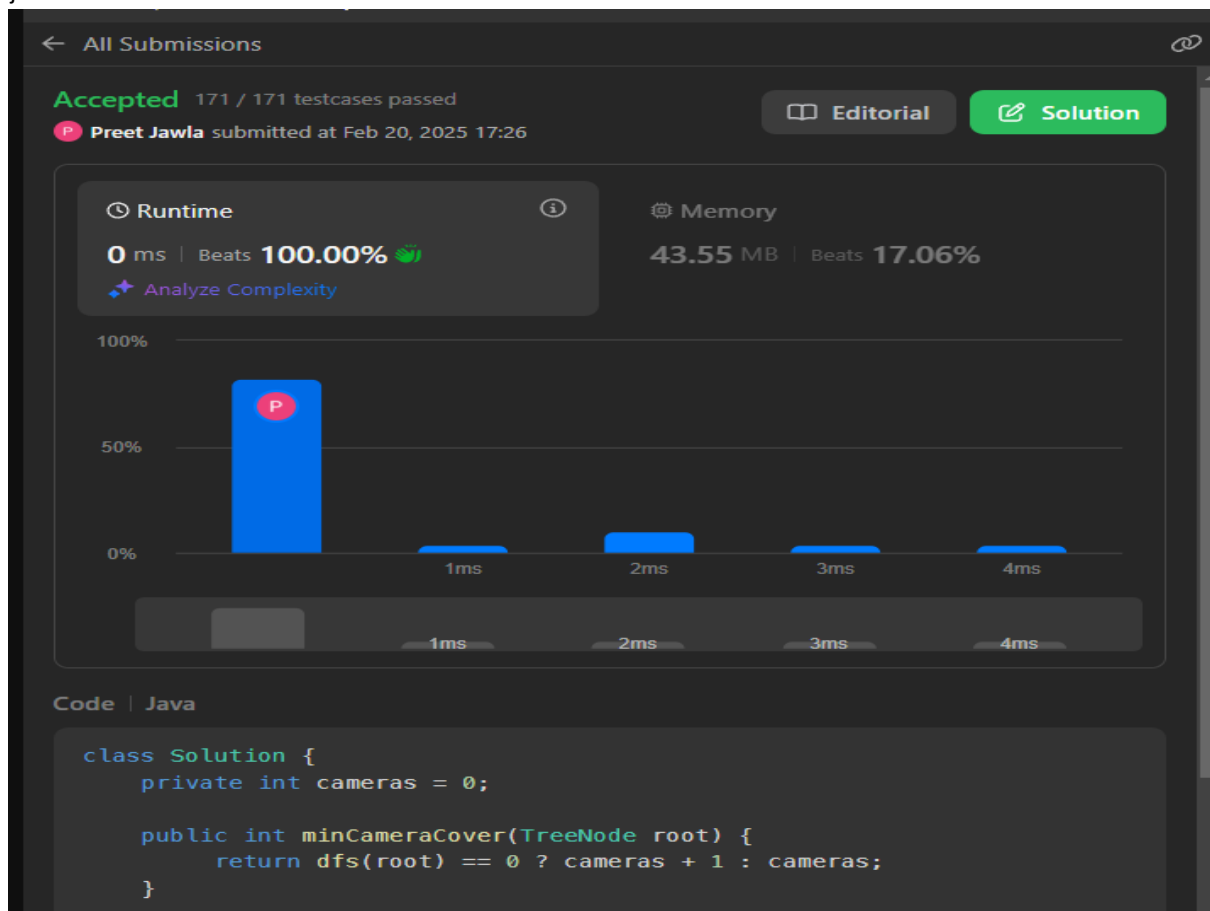 ← All Submissions
Accepted 171 / 171 testcases passed
Editorial
Solution
P Preet Jawla submitted at Feb 20, 2025 17:26
Runtime
0 ms | Beats 100.00%
Analyze Complexity
Memory
43.55 MB | Beats 17.06%
100%
P
50%
0%
1ms 2ms 3ms 4ms
1ms 2ms 3ms 4ms
Code | Java
class Solution {
    private int cameras = 0;
    public int minCameraCover(TreeNode root) {
        return dfs(root) == 0 ? cameras + 1 : cameras;
    }